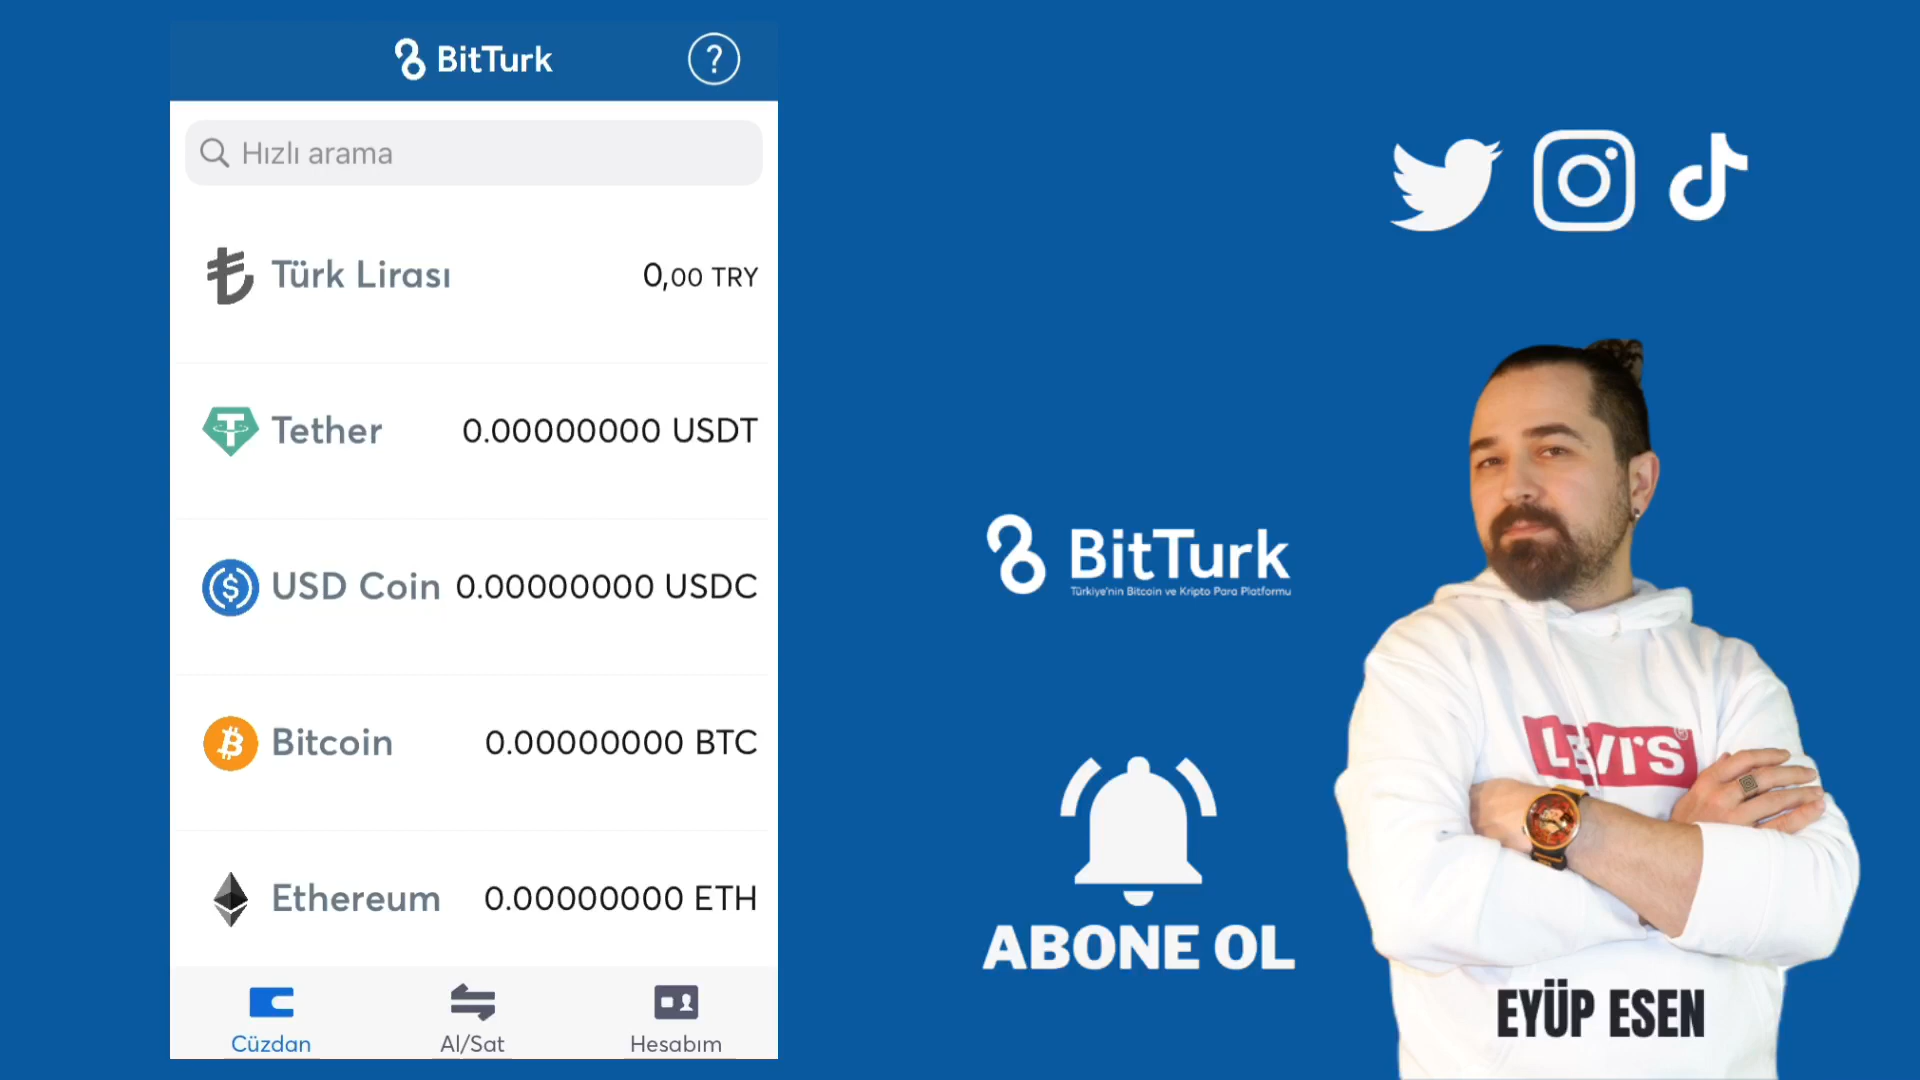 BitTurk
?
Hızlı arama
Türk Lirası 0,00 TRY
Tether 0.00000000 USDT
USD Coin 0.00000000 USDC
Bitcoin 0.00000000 BTC
Ethereum 0.00000000 ETH
Cüzdan Al/Sat Hesabım
BitTurk
Türkiye'nin Bitcoin ve Kripto Para Platformu
ABONE OL
LEVI'S
EYÜP ESEN